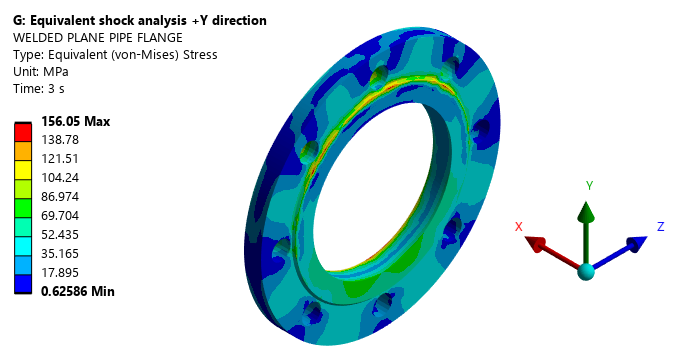 G: Equivalent shock analysis +Y direction
WELDED PLANE PIPE FLANGE
Type: Equivalent (von-Mises) Stress
Unit: MPa
Time: 3 s
156.05 Max
138.78
121.51
104.24
86.974
69.704
52.435
35.165
17.895
0.62586 Min
Y
X
Z